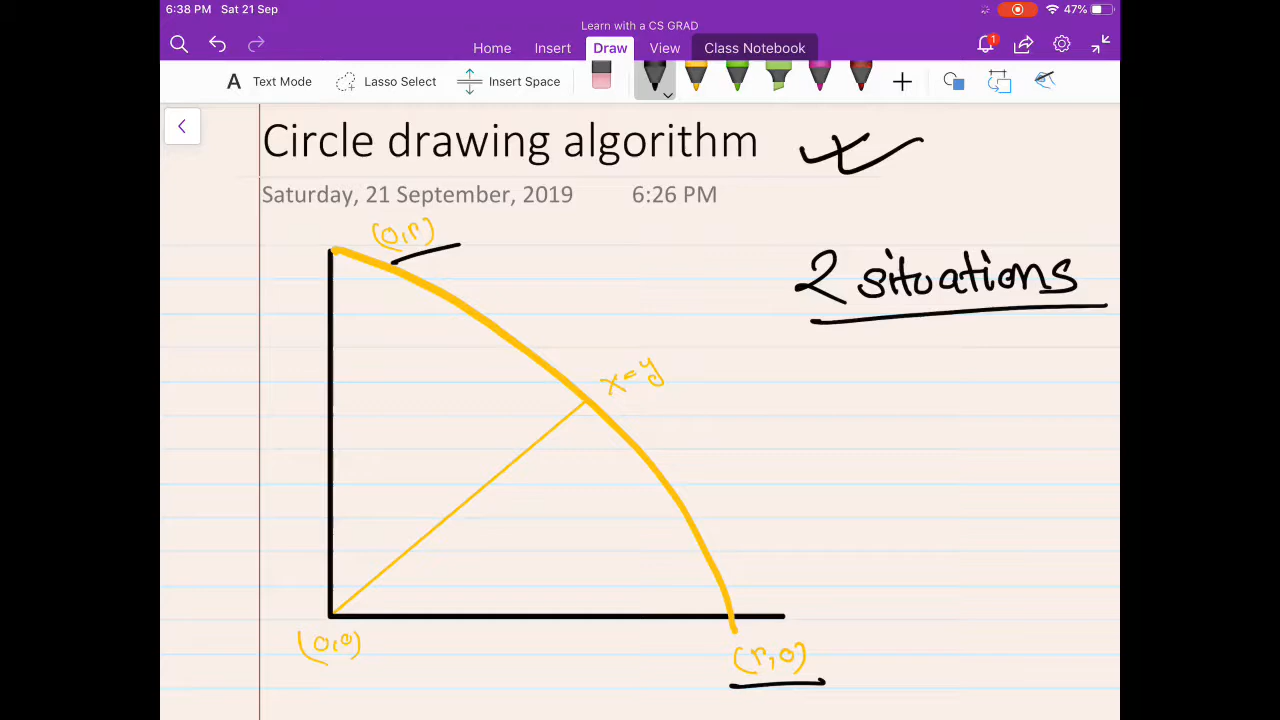 6:38 PM Sat 21 Sep 47%
Learn with a CS GRAD
Home Insert Draw View Class Notebook 1
A Text Mode Lasso Select Insert Space
Circle drawing algorithm
Saturday, 21 September, 2019 6:26 PM
(0,r)
2 situations
x=y
(0,0)
(r,0)